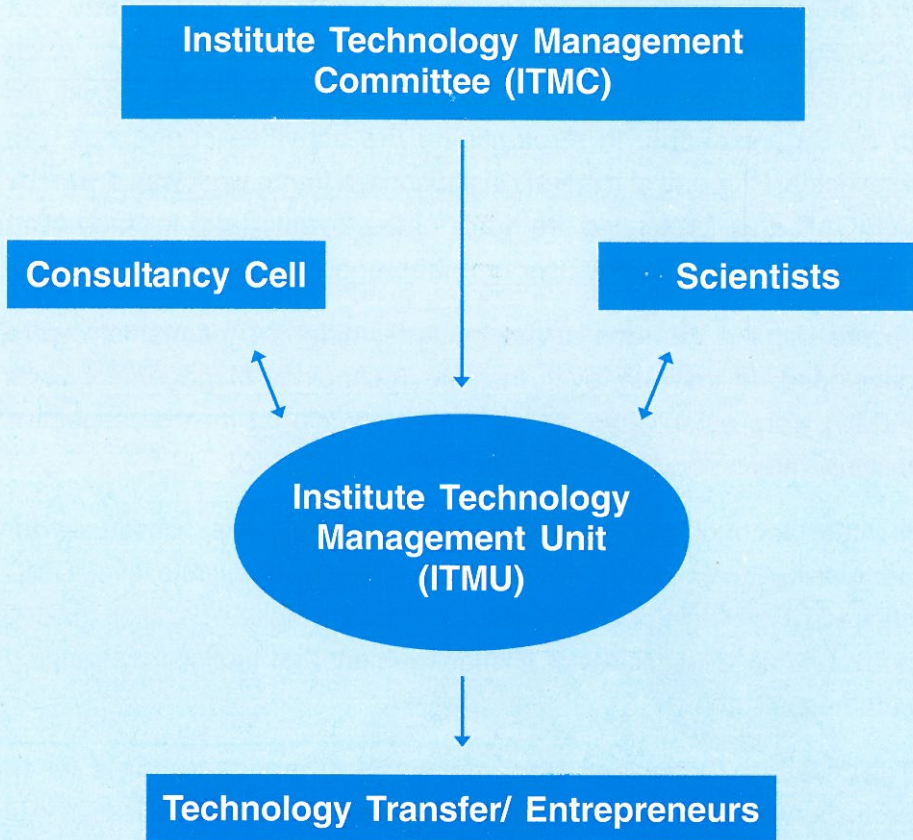 Institute Technology Management
Committee (ITMC)
Consultancy Cell
Scientists
Institute Technology
Management Unit
(ITMU)
Technology Transfer/ Entrepreneurs